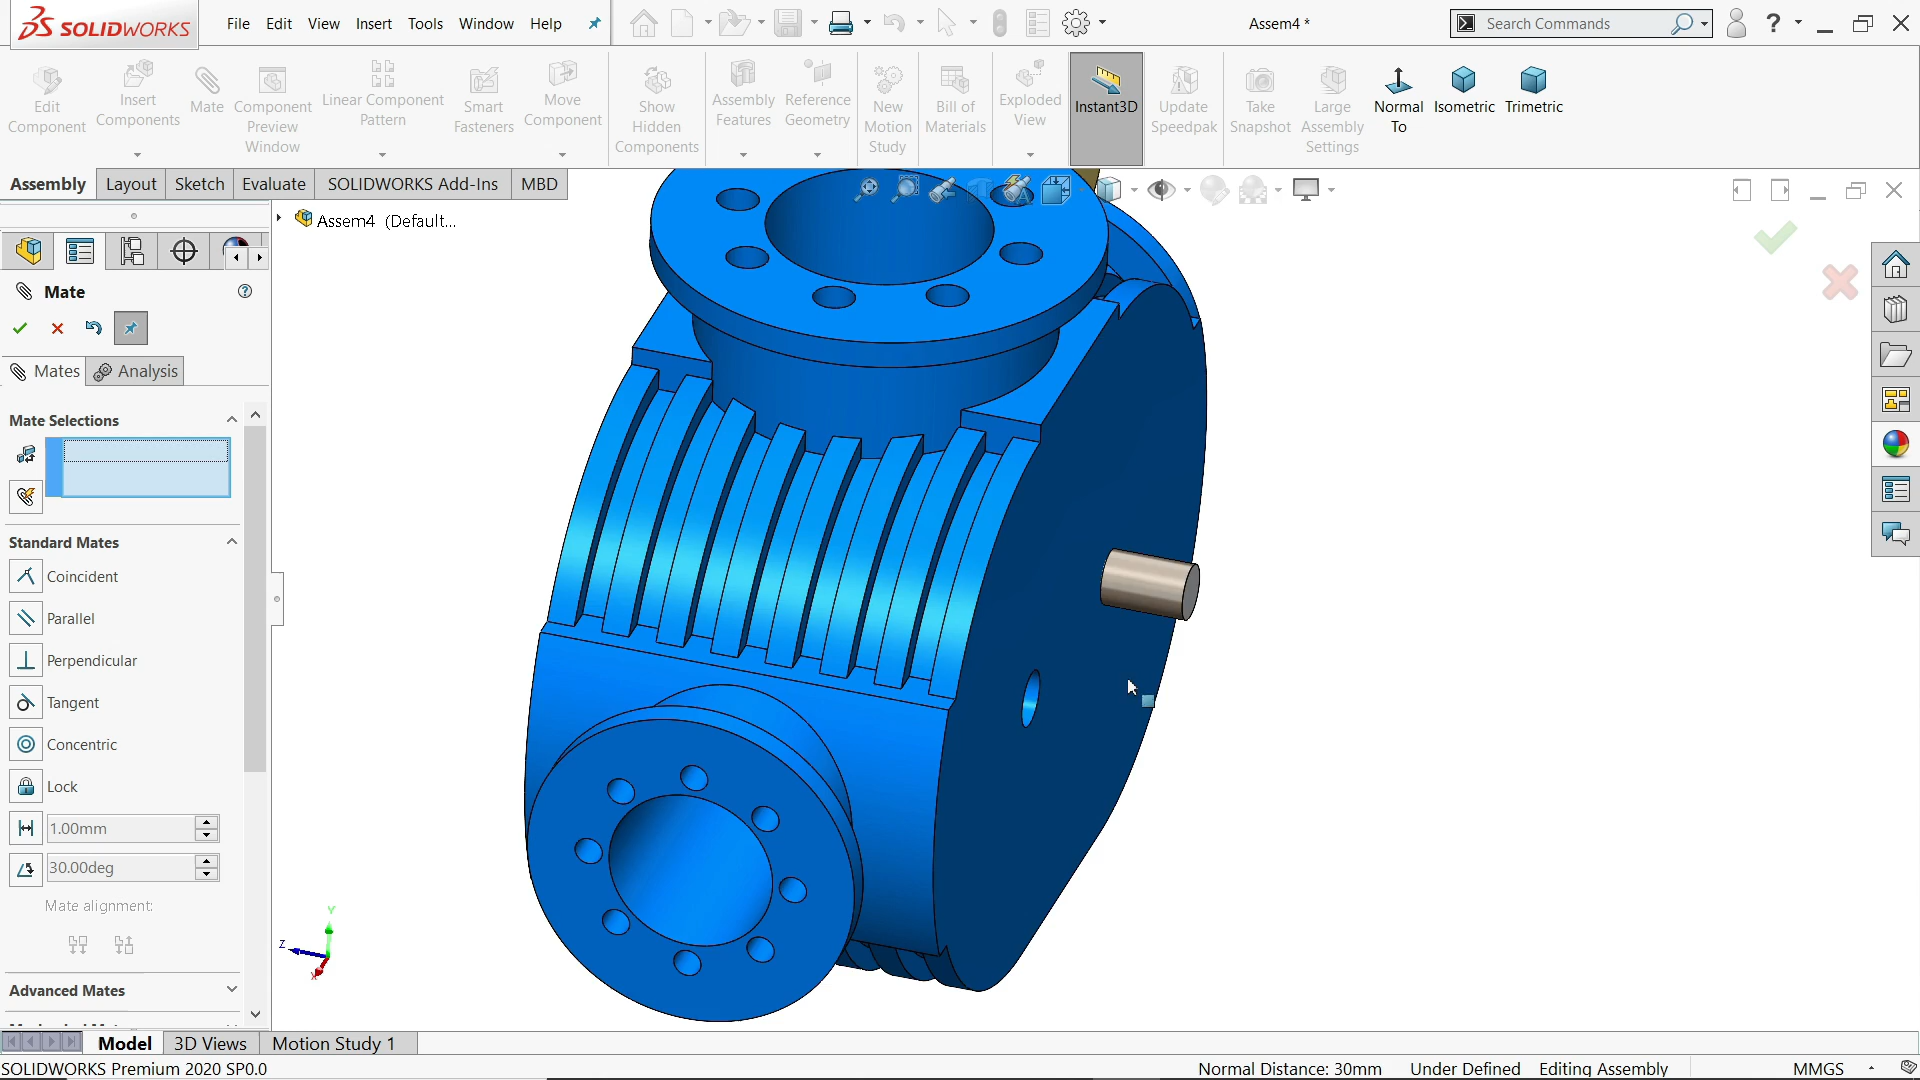 SOLIDWORKS
File Edit View Insert Tools Window Help
Assem4 *
Search Commands
?
Edit Component
Insert Components
Mate
Component Preview Window
Linear Component Pattern
Smart Fasteners
Move Component
Show Hidden Components
Assembly Features
Reference Geometry
New Motion Study
Bill of Materials
Exploded View
Instant3D
Update Speedpak
Take Snapshot
Large Assembly Settings
Normal To
Isometric
Trimetric
Assembly Layout Sketch Evaluate SOLIDWORKS Add-Ins MBD
Assem4 (Default...
Mate
Mates Analysis
Mate Selections
Standard Mates
Coincident
Parallel
Perpendicular
Tangent
Concentric
Lock
1.00mm
30.00deg
Mate alignment:
Advanced Mates
Y
Z
X
Model 3D Views Motion Study 1
SOLIDWORKS Premium 2020 SP0.0
Normal Distance: 30mm Under Defined Editing Assembly MMGS